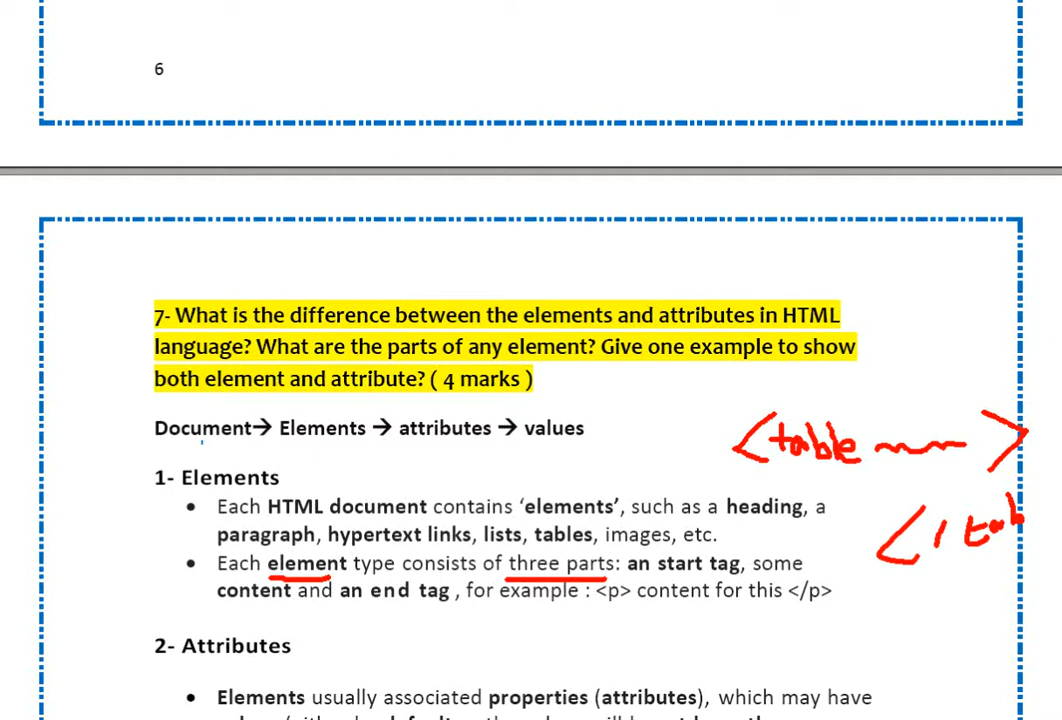 6
7- What is the difference between the elements and attributes in HTML
language? What are the parts of any element? Give one example to show
both element and attribute? ( 4 marks )
Document→ Elements → attributes → values
<table >
</ tab
1- Elements
• Each HTML document contains ‘elements’, such as a heading, a
paragraph, hypertext links, lists, tables, images, etc.
• Each element type consists of three parts: an start tag, some
content and an end tag , for example : <p> content for this </p>
2- Attributes
• Elements usually associated properties (attributes), which may have